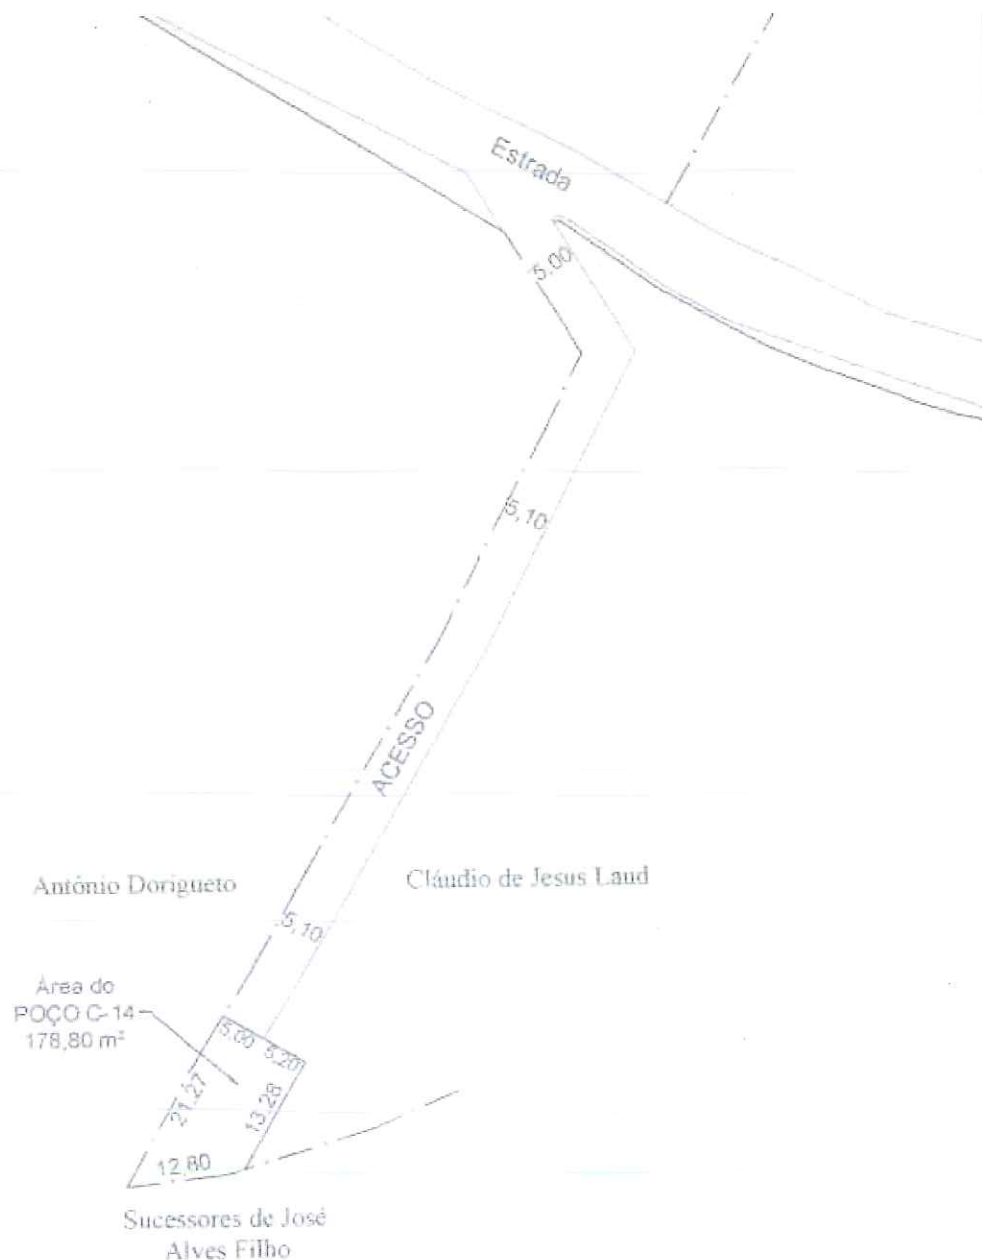 Estrada
5.00
5,10
ACESSO
António Dorigueto
Cláudio de Jesus Laud
5,10
Área do
POÇO C-14
178,80 m²
5,00
5,20
21,27
13,28
12,80
Sucessores de José
Alves Filho